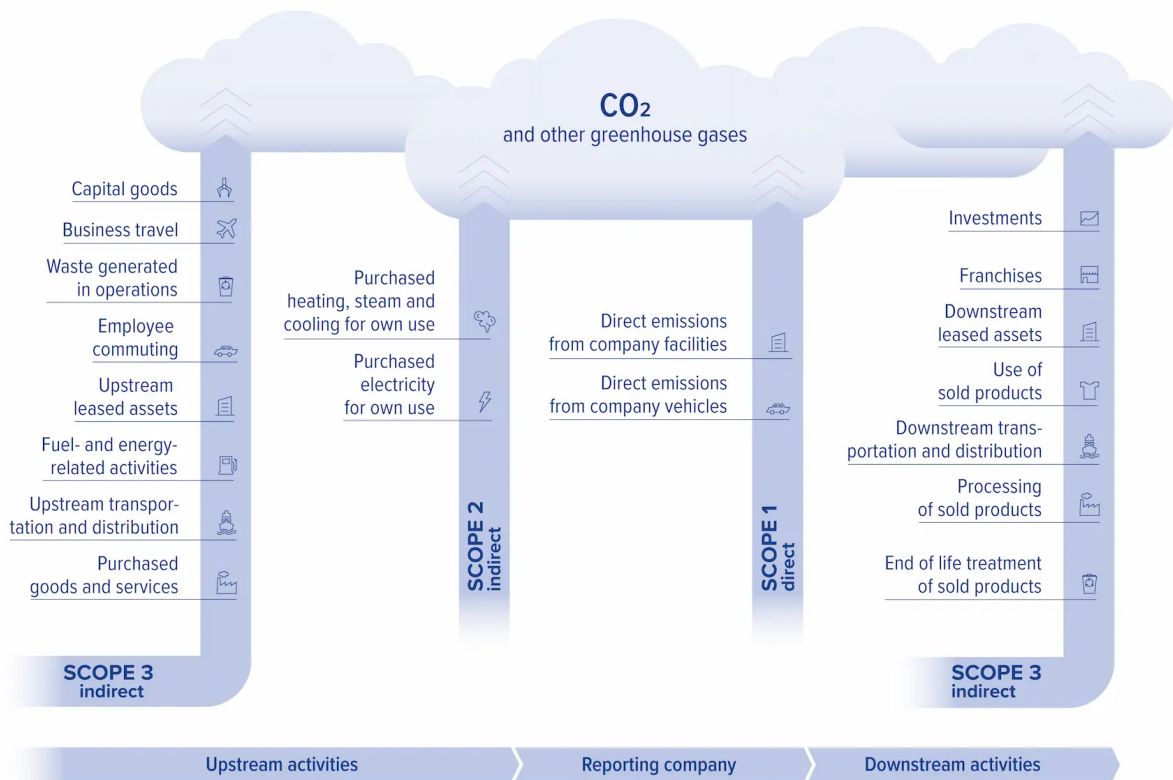 CO₂
and other greenhouse gases
Capital goods
Business travel
Waste generated
in operations
Employee
commuting
Upstream
leased assets
Fuel- and energy-
related activities
Upstream transpor-
tation and distribution
Purchased
goods and services
SCOPE 3
indirect
Purchased
heating, steam and
cooling for own use
Purchased
electricity
for own use
SCOPE 2
indirect
Direct emissions
from company facilities
Direct emissions
from company vehicles
SCOPE 1
direct
Investments
Franchises
Downstream
leased assets
Use of
sold products
Downstream trans-
portation and distribution
Processing
of sold products
End of life treatment
of sold products
SCOPE 3
indirect
Upstream activities
Reporting company
Downstream activities